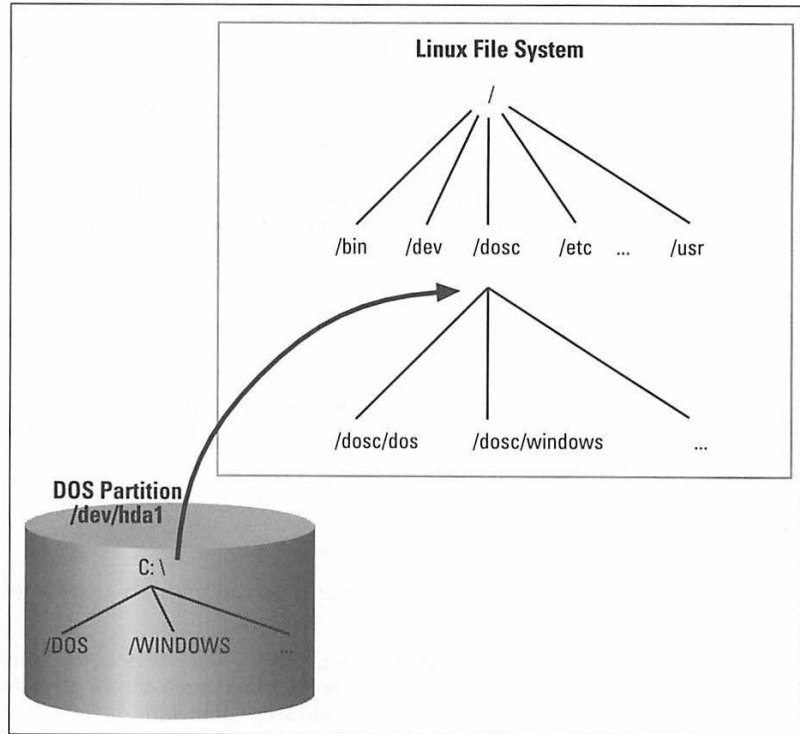 Linux File System
/
/bin /dev /dosc /etc ... /usr
/dosc/dos /dosc/windows ...
DOS Partition
/dev/hda1
C: \
/DOS /WINDOWS ...